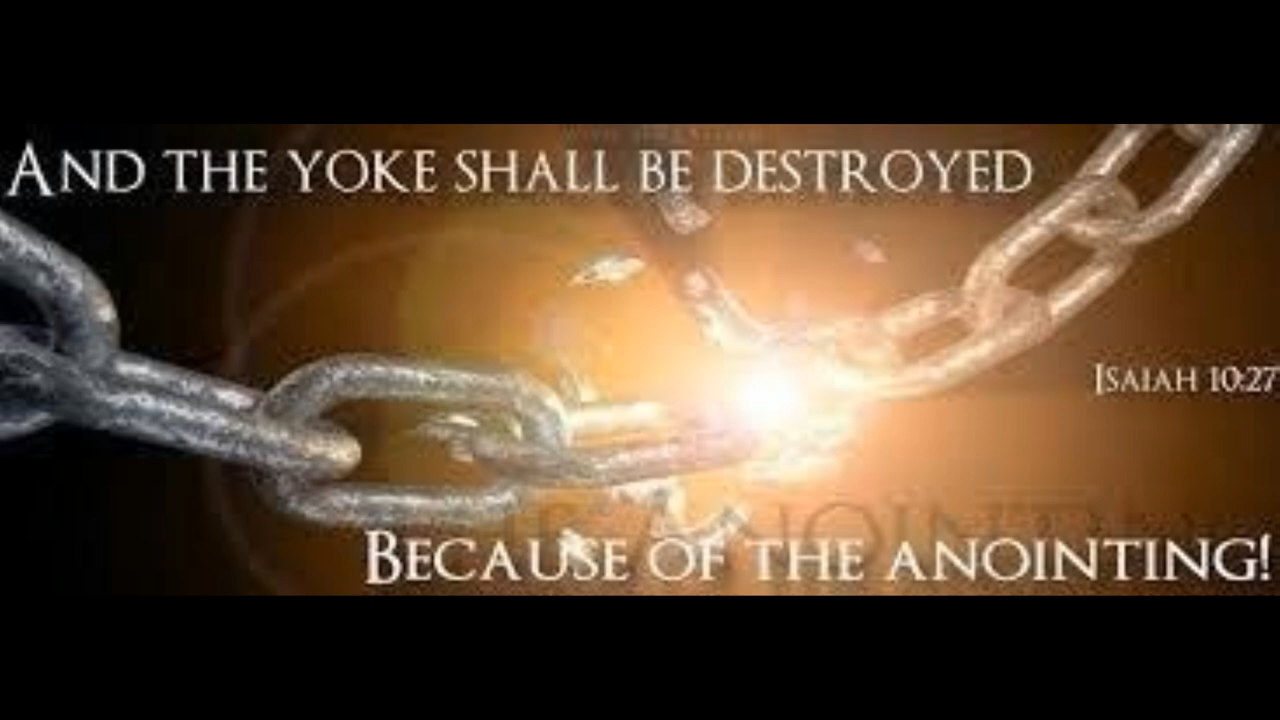 And the yoke shall be destroyed
Isaiah 10:27
Because of the anointing!